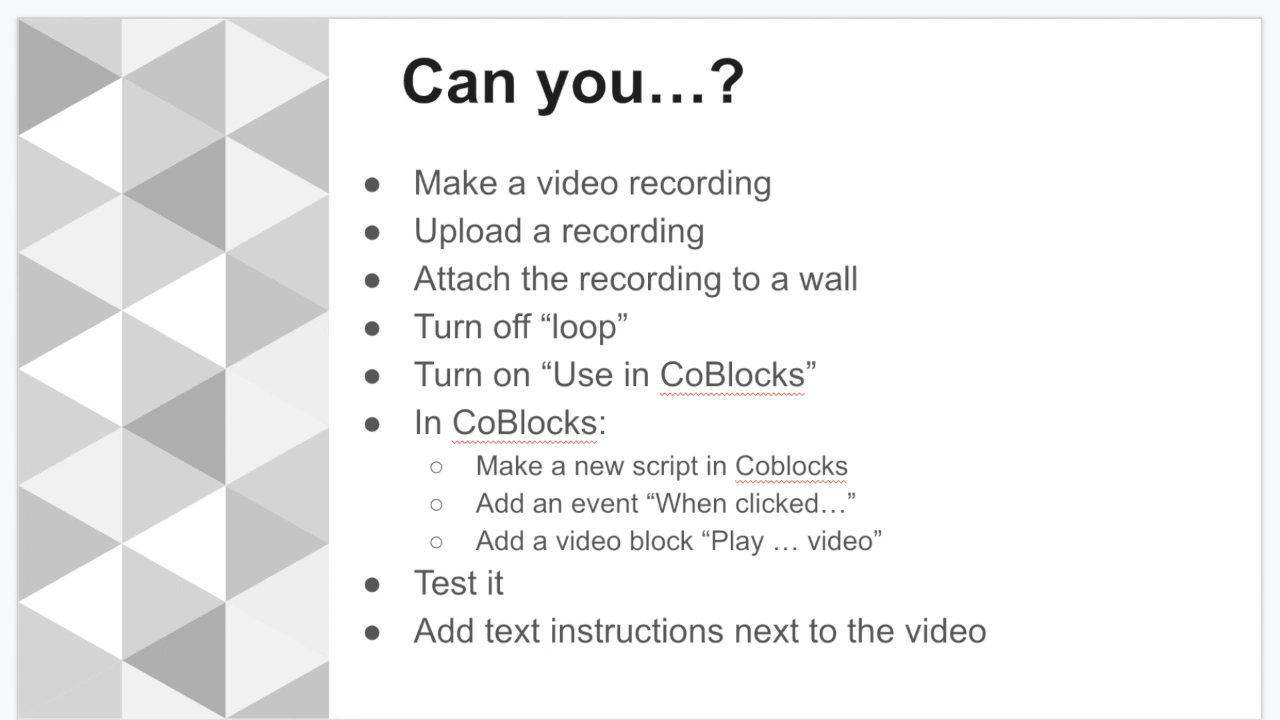 Can you…?
● Make a video recording
● Upload a recording
● Attach the recording to a wall
● Turn off “loop”
● Turn on “Use in CoBlocks”
● In CoBlocks:
○ Make a new script in Coblocks
○ Add an event “When clicked…”
○ Add a video block “Play … video”
● Test it
● Add text instructions next to the video